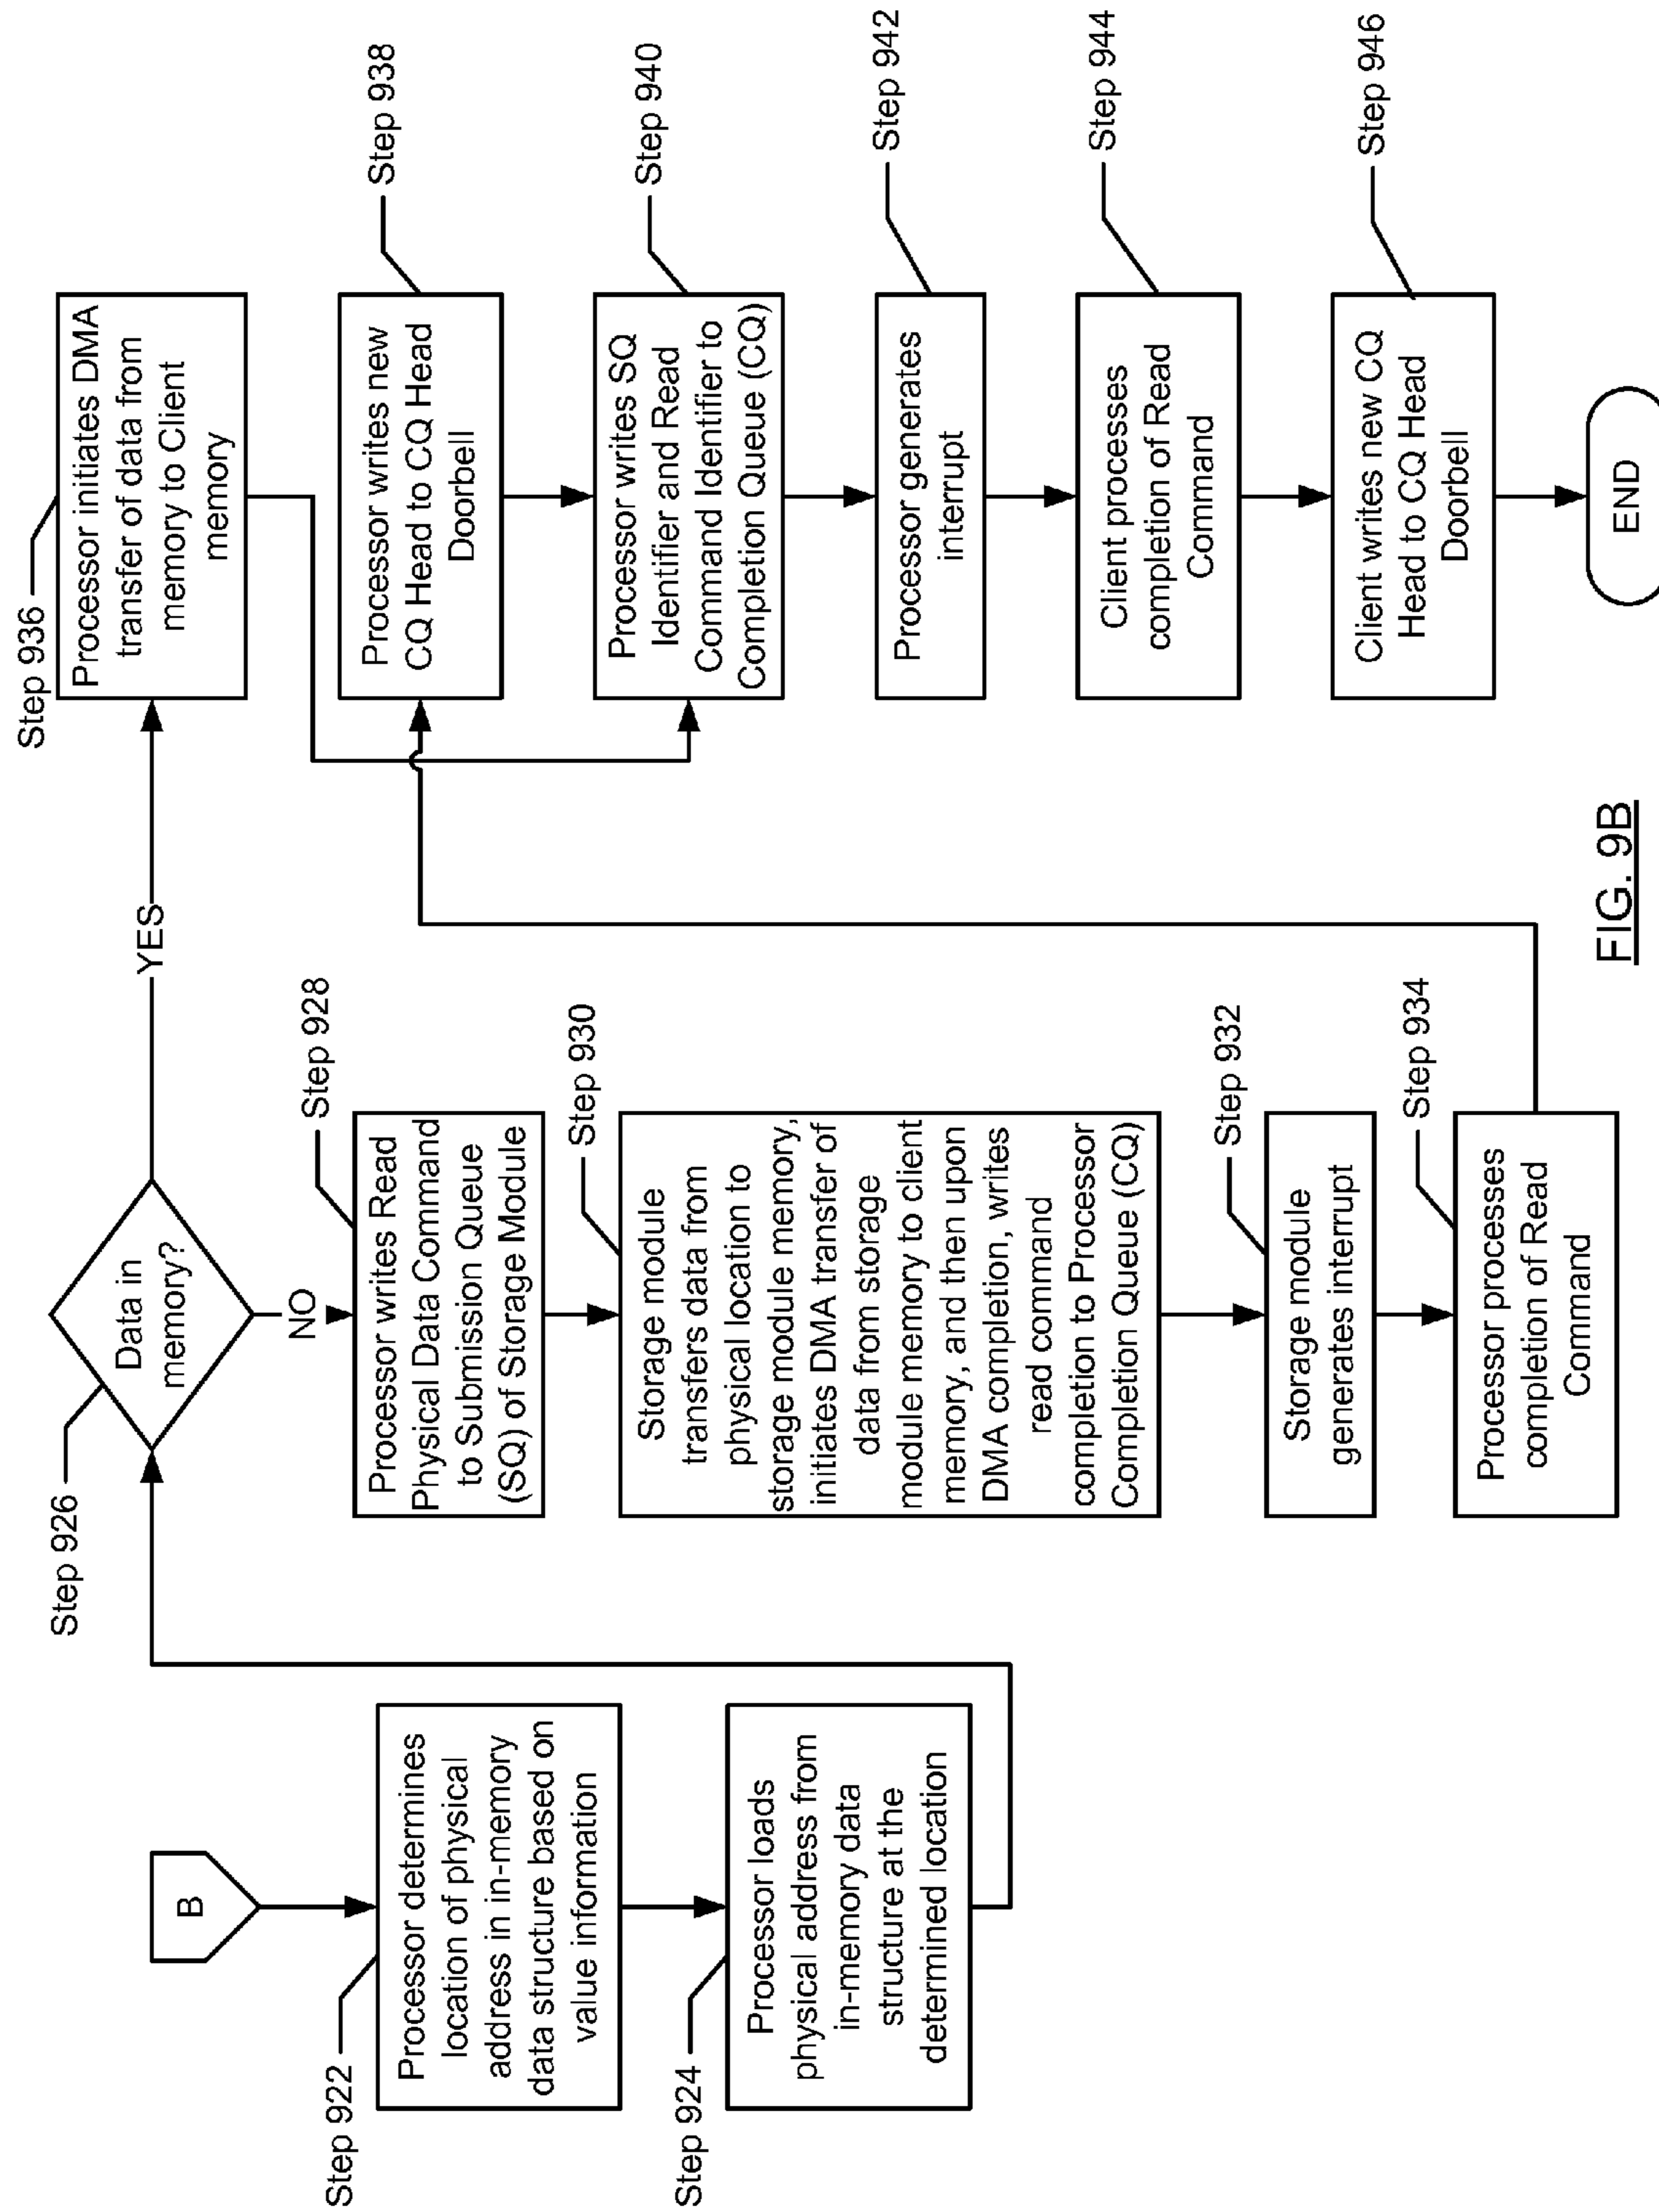 B
Step 922
Processor determines
location of physical
address in in-memory
data structure based on
value information
Step 924
Processor loads
physical address from
in-memory data
structure at the
determined location
Step 926
Data in
memory?
YES
NO
Step 928
Processor writes Read
Physical Data Command
to Submission Queue
(SQ) of Storage Module
Step 930
Storage module
transfers data from
physical location to
storage module memory,
initiates DMA transfer of
data from storage
module memory to client
memory, and then upon
DMA completion, writes
read command
completion to Processor
Completion Queue (CQ)
Step 932
Storage module
generates interrupt
Step 934
Processor processes
completion of Read
Command
Step 936
Processor initiates DMA
transfer of data from
memory to Client
memory
Step 938
Processor writes new
CQ Head to CQ Head
Doorbell
Step 940
Processor writes SQ
Identifier and Read
Command Identifier to
Completion Queue (CQ)
Step 942
Processor generates
interrupt
Step 944
Client processes
completion of Read
Command
Step 946
Client writes new CQ
Head to CQ Head
Doorbell
END
FIG. 9B